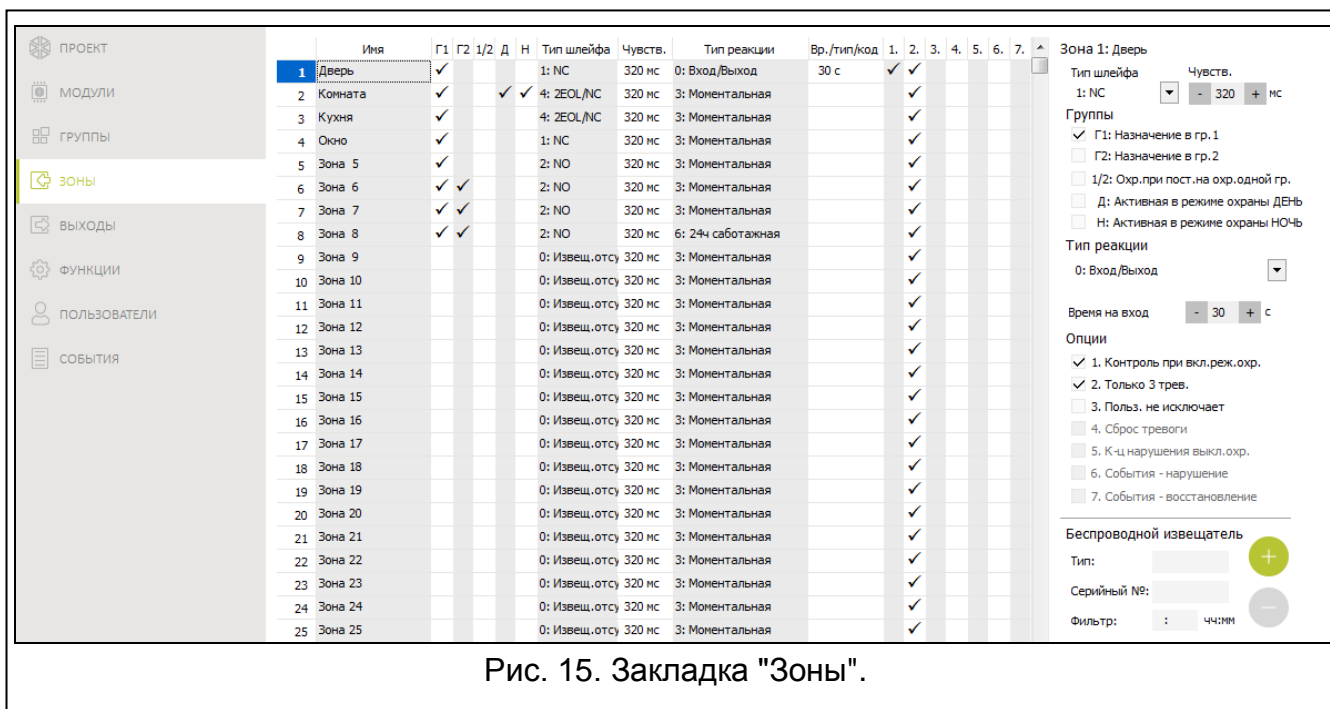 ПРОЕКТ
МОДУЛИ
ГРУППЫ
ЗОНЫ
ВЫХОДЫ
ФУНКЦИИ
ПОЛЬЗОВАТЕЛИ
СОБЫТИЯ
Имя Г1 Г2 1/2 Д Н Тип шлейфа Чувств. Тип реакции Вр./тип/код 1. 2. 3. 4. 5. 6. 7.
1 Дверь ✓ 1: NC 320 мс 0: Вход/Выход 30 с ✓ ✓
2 Комната ✓ ✓ ✓ 4: 2EOL/NC 320 мс 3: Моментальная ✓
3 Кухня ✓ 4: 2EOL/NC 320 мс 3: Моментальная ✓
4 Окно ✓ 1: NC 320 мс 3: Моментальная ✓
5 Зона 5 ✓ 2: NO 320 мс 3: Моментальная ✓
6 Зона 6 ✓ ✓ 2: NO 320 мс 3: Моментальная ✓
7 Зона 7 ✓ ✓ 2: NO 320 мс 3: Моментальная ✓
8 Зона 8 ✓ ✓ 2: NO 320 мс 6: 24ч саботажная ✓
9 Зона 9 0: Извещ.отсу 320 мс 3: Моментальная ✓
10 Зона 10 0: Извещ.отсу 320 мс 3: Моментальная ✓
11 Зона 11 0: Извещ.отсу 320 мс 3: Моментальная ✓
12 Зона 12 0: Извещ.отсу 320 мс 3: Моментальная ✓
13 Зона 13 0: Извещ.отсу 320 мс 3: Моментальная ✓
14 Зона 14 0: Извещ.отсу 320 мс 3: Моментальная ✓
15 Зона 15 0: Извещ.отсу 320 мс 3: Моментальная ✓
16 Зона 16 0: Извещ.отсу 320 мс 3: Моментальная ✓
17 Зона 17 0: Извещ.отсу 320 мс 3: Моментальная ✓
18 Зона 18 0: Извещ.отсу 320 мс 3: Моментальная ✓
19 Зона 19 0: Извещ.отсу 320 мс 3: Моментальная ✓
20 Зона 20 0: Извещ.отсу 320 мс 3: Моментальная ✓
21 Зона 21 0: Извещ.отсу 320 мс 3: Моментальная ✓
22 Зона 22 0: Извещ.отсу 320 мс 3: Моментальная ✓
23 Зона 23 0: Извещ.отсу 320 мс 3: Моментальная ✓
24 Зона 24 0: Извещ.отсу 320 мс 3: Моментальная ✓
25 Зона 25 0: Извещ.отсу 320 мс 3: Моментальная ✓
Зона 1: Дверь
Тип шлейфа Чувств.
1: NC - 320 + мс
Группы
✓ Г1: Назначение в гр.1
Г2: Назначение в гр.2
1/2: Охр.при пост.на охр.одной гр.
Д: Активная в режиме охраны ДЕНЬ
Н: Активная в режиме охраны НОЧЬ
Тип реакции
0: Вход/Выход
Время на вход - 30 + с
Опции
✓ 1. Контроль при вкл.реж.охр.
✓ 2. Только 3 трев.
3. Польз. не исключает
4. Сброс тревоги
5. К-ц нарушения выкл.охр.
6. События - нарушение
7. События - восстановление
Беспроводной извещатель
Тип: +
Серийный №:
Фильтр: : чч:мм −
Рис. 15. Закладка "Зоны".